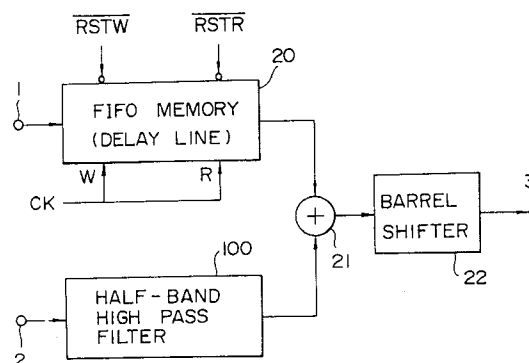 RSTW
RSTR
20
1
FIFO MEMORY
(DELAY LINE)
W
R
CK
3
+
BARREL
SHIFTER
21
22
100
HALF-BAND
HIGH PASS
FILTER
2